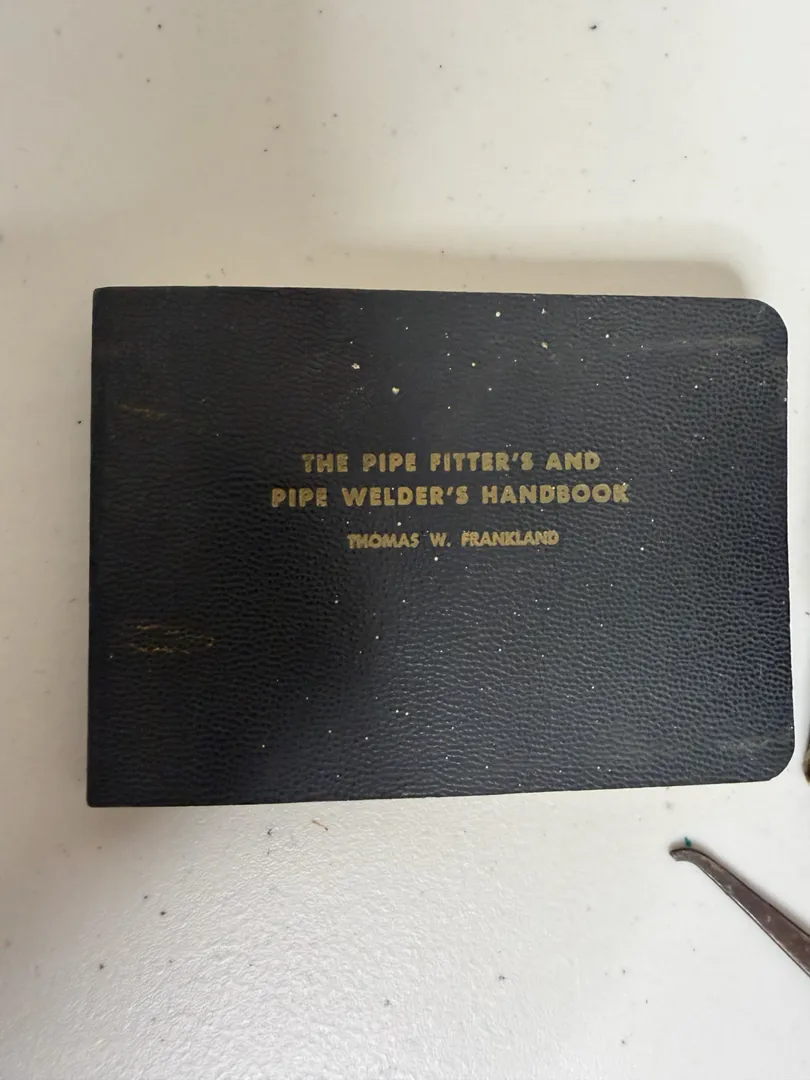 THE PIPE FITTER'S AND
PIPE WELDER'S HANDBOOK
THOMAS W. FRANKLAND